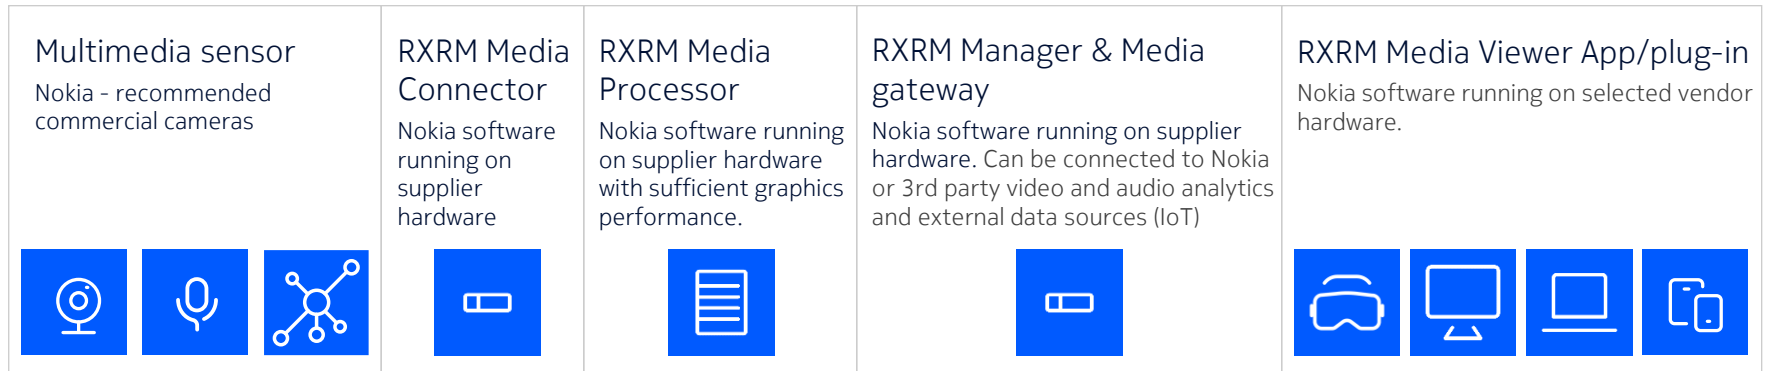 Multimedia sensor
Nokia - recommended
commercial cameras
RXRM Media
Connector
Nokia software
running on
supplier
hardware
RXRM Media
Processor
Nokia software running
on supplier hardware
with sufficient graphics
performance.
RXRM Manager & Media
gateway
Nokia software running on supplier
hardware. Can be connected to Nokia
or 3rd party video and audio analytics
and external data sources (IoT)
RXRM Media Viewer App/plug-in
Nokia software running on selected vendor
hardware.